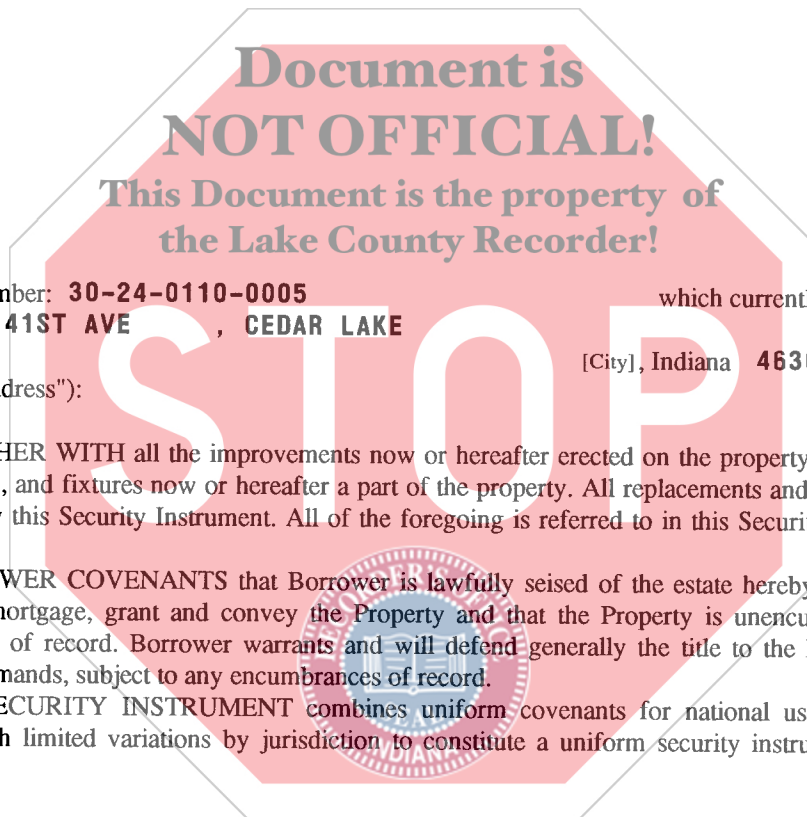 Document is
NOT OFFICIAL!
This Document is the property of
the Lake County Recorder!
mber: 30-24-0110-0005 which currentl
41ST AVE , CEDAR LAKE
[City], Indiana 463
dress"):
STOP
HER WITH all the improvements now or hereafter erected on the property
, and fixtures now or hereafter a part of the property. All replacements and
this Security Instrument. All of the foregoing is referred to in this Securit
WER COVENANTS that Borrower is lawfully seised of the estate hereby
mortgage, grant and convey the Property and that the Property is unencu
of record. Borrower warrants and will defend generally the title to the
mands, subject to any encumbrances of record.
ECURITY INSTRUMENT combines uniform covenants for national us
h limited variations by jurisdiction to constitute a uniform security instru
SEAL
INDIANA